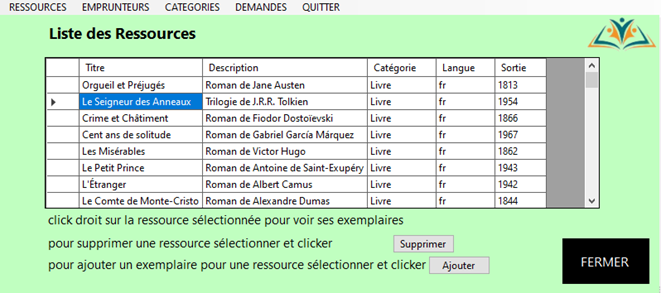 RESSOURCES EMPRUNTEURS CATEGORIES DEMANDES QUITTER
Liste des Ressources
Titre Description Catégorie Langue Sortie
Orgueil et Préjugés Roman de Jane Austen Livre fr 1813
Le Seigneur des Anneaux Trilogie de J.R.R. Tolkien Livre fr 1954
Crime et Châtiment Roman de Fiodor Dostoïevski Livre fr 1866
Cent ans de solitude Roman de Gabriel García Márquez Livre fr 1967
Les Misérables Roman de Victor Hugo Livre fr 1862
Le Petit Prince Roman de Antoine de Saint-Exupéry Livre fr 1943
L'Étranger Roman de Albert Camus Livre fr 1942
Le Comte de Monte-Cristo Roman de Alexandre Dumas Livre fr 1844
click droit sur la ressource sélectionnée pour voir ses exemplaires
pour supprimer une ressource sélectionner et clicker Supprimer
pour ajouter un exemplaire pour une ressource sélectionner et clicker Ajouter
FERMER